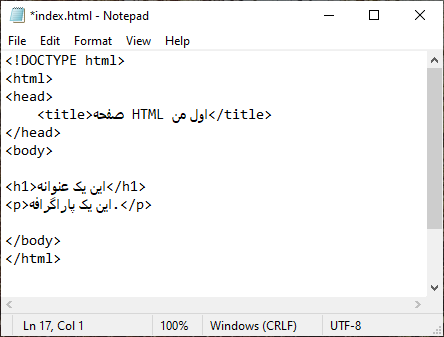 *index.html - Notepad
File Edit Format View Help
<!DOCTYPE html>
<html>
<head>
    <title>صفحه HTML اول من</title>
</head>
<body>

<h1>این یک عنوانه</h1>
<p>این یک پاراگرافه.</p>

</body>
</html>
Ln 17, Col 1 100% Windows (CRLF) UTF-8